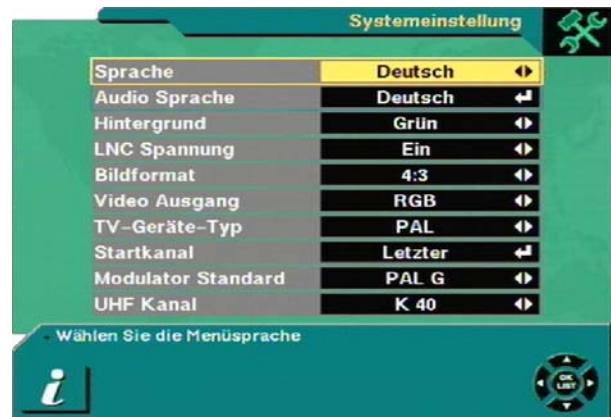 Systemeinstellung
Sprache Deutsch
Audio Sprache Deutsch
Hintergrund Grün
LNC Spannung Ein
Bildformat 4:3
Video Ausgang RGB
TV-Geräte-Typ PAL
Startkanal Letzter
Modulator Standard PAL G
UHF Kanal K 40
Wählen Sie die Menüsprache
i
OK
LIST